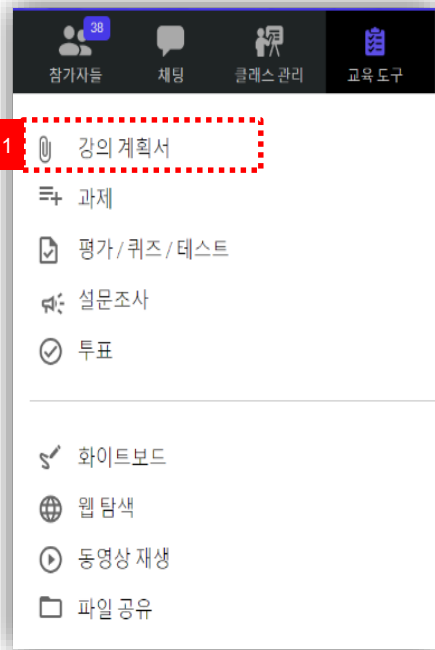 38
참가자들 채팅 클래스 관리 교육 도구
1 강의 계획서
과제
평가 / 퀴즈 / 테스트
설문조사
투표
화이트보드
웹 탐색
동영상 재생
파일 공유